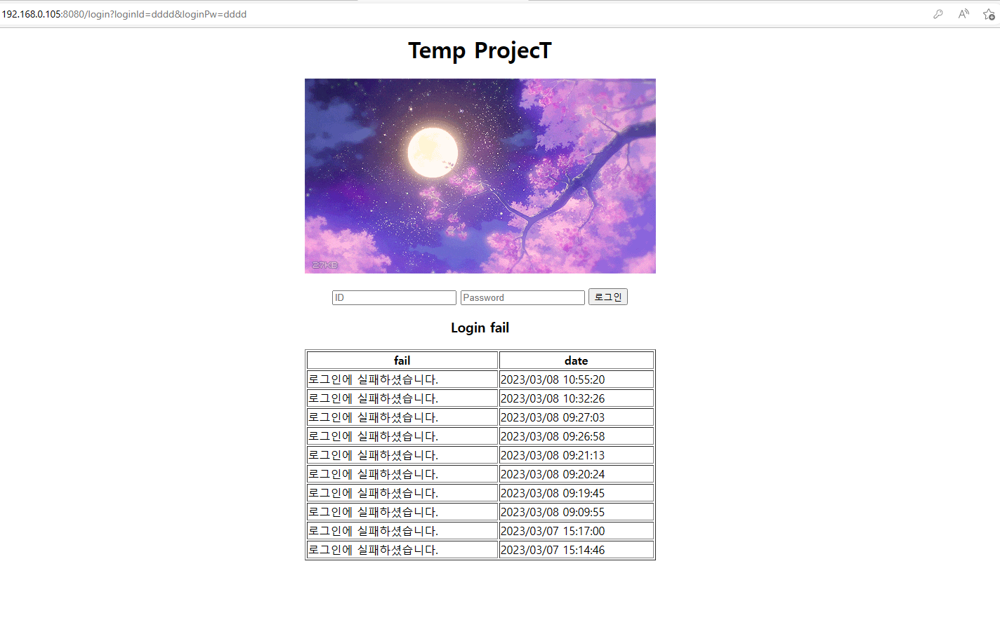 192.168.0.105:8080/login?loginId=dddd&loginPw=dddd
Temp ProjecT
27KB
ID Password 로그인
Login fail
fail date
로그인에 실패하셨습니다. 2023/03/08 10:55:20
로그인에 실패하셨습니다. 2023/03/08 10:32:26
로그인에 실패하셨습니다. 2023/03/08 09:27:03
로그인에 실패하셨습니다. 2023/03/08 09:26:58
로그인에 실패하셨습니다. 2023/03/08 09:21:13
로그인에 실패하셨습니다. 2023/03/08 09:20:24
로그인에 실패하셨습니다. 2023/03/08 09:19:45
로그인에 실패하셨습니다. 2023/03/08 09:09:55
로그인에 실패하셨습니다. 2023/03/07 15:17:00
로그인에 실패하셨습니다. 2023/03/07 15:14:46